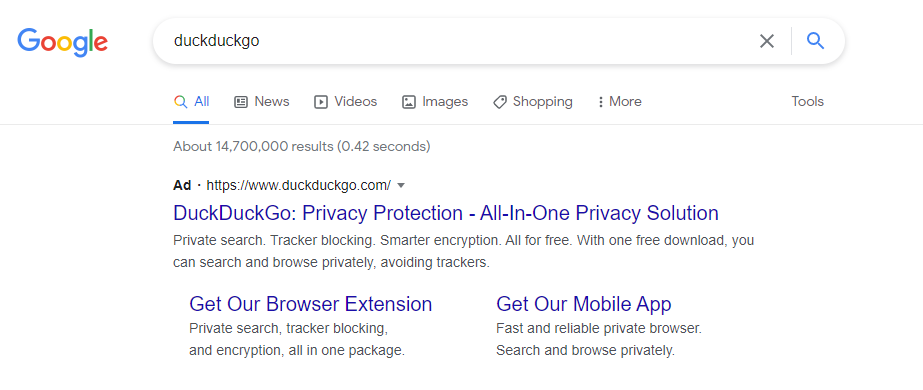 Google
duckduckgo
All News Videos Images Shopping More Tools
About 14,700,000 results (0.42 seconds)
Ad · https://www.duckduckgo.com/
DuckDuckGo: Privacy Protection - All-In-One Privacy Solution
Private search. Tracker blocking. Smarter encryption. All for free. With one free download, you
can search and browse privately, avoiding trackers.
Get Our Browser Extension
Private search, tracker blocking,
and encryption, all in one package.
Get Our Mobile App
Fast and reliable private browser.
Search and browse privately.